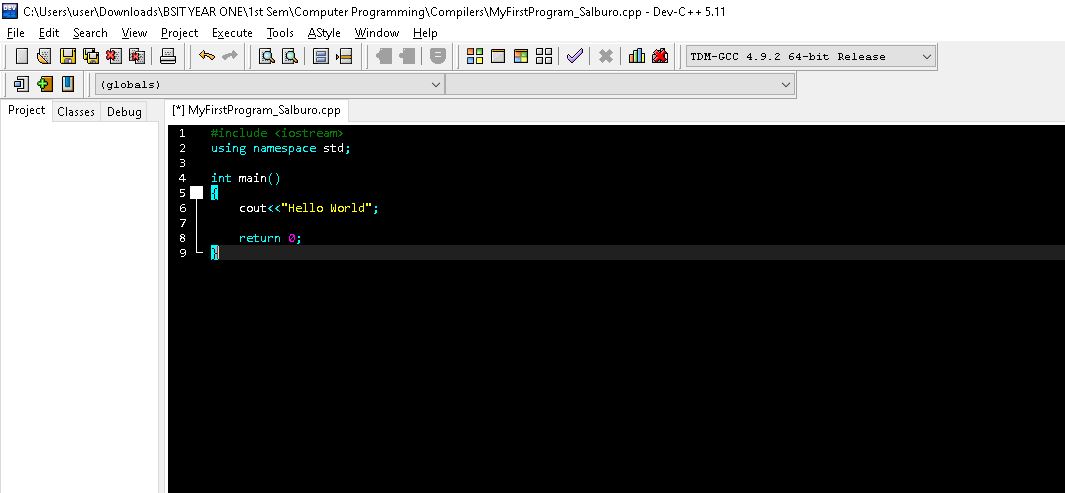 C:\Users\user\Downloads\BSIT YEAR ONE\1st Sem\Computer Programming\Compilers\MyFirstProgram_Salburo.cpp - Dev-C++ 5.11
File Edit Search View Project Execute Tools AStyle Window Help
TDM-GCC 4.9.2 64-bit Release
(globals)
Project Classes Debug [*] MyFirstProgram_Salburo.cpp
1 #include <iostream>
2 using namespace std;
3
4 int main()
5 {
6 cout<<"Hello World";
7
8 return 0;
9 }